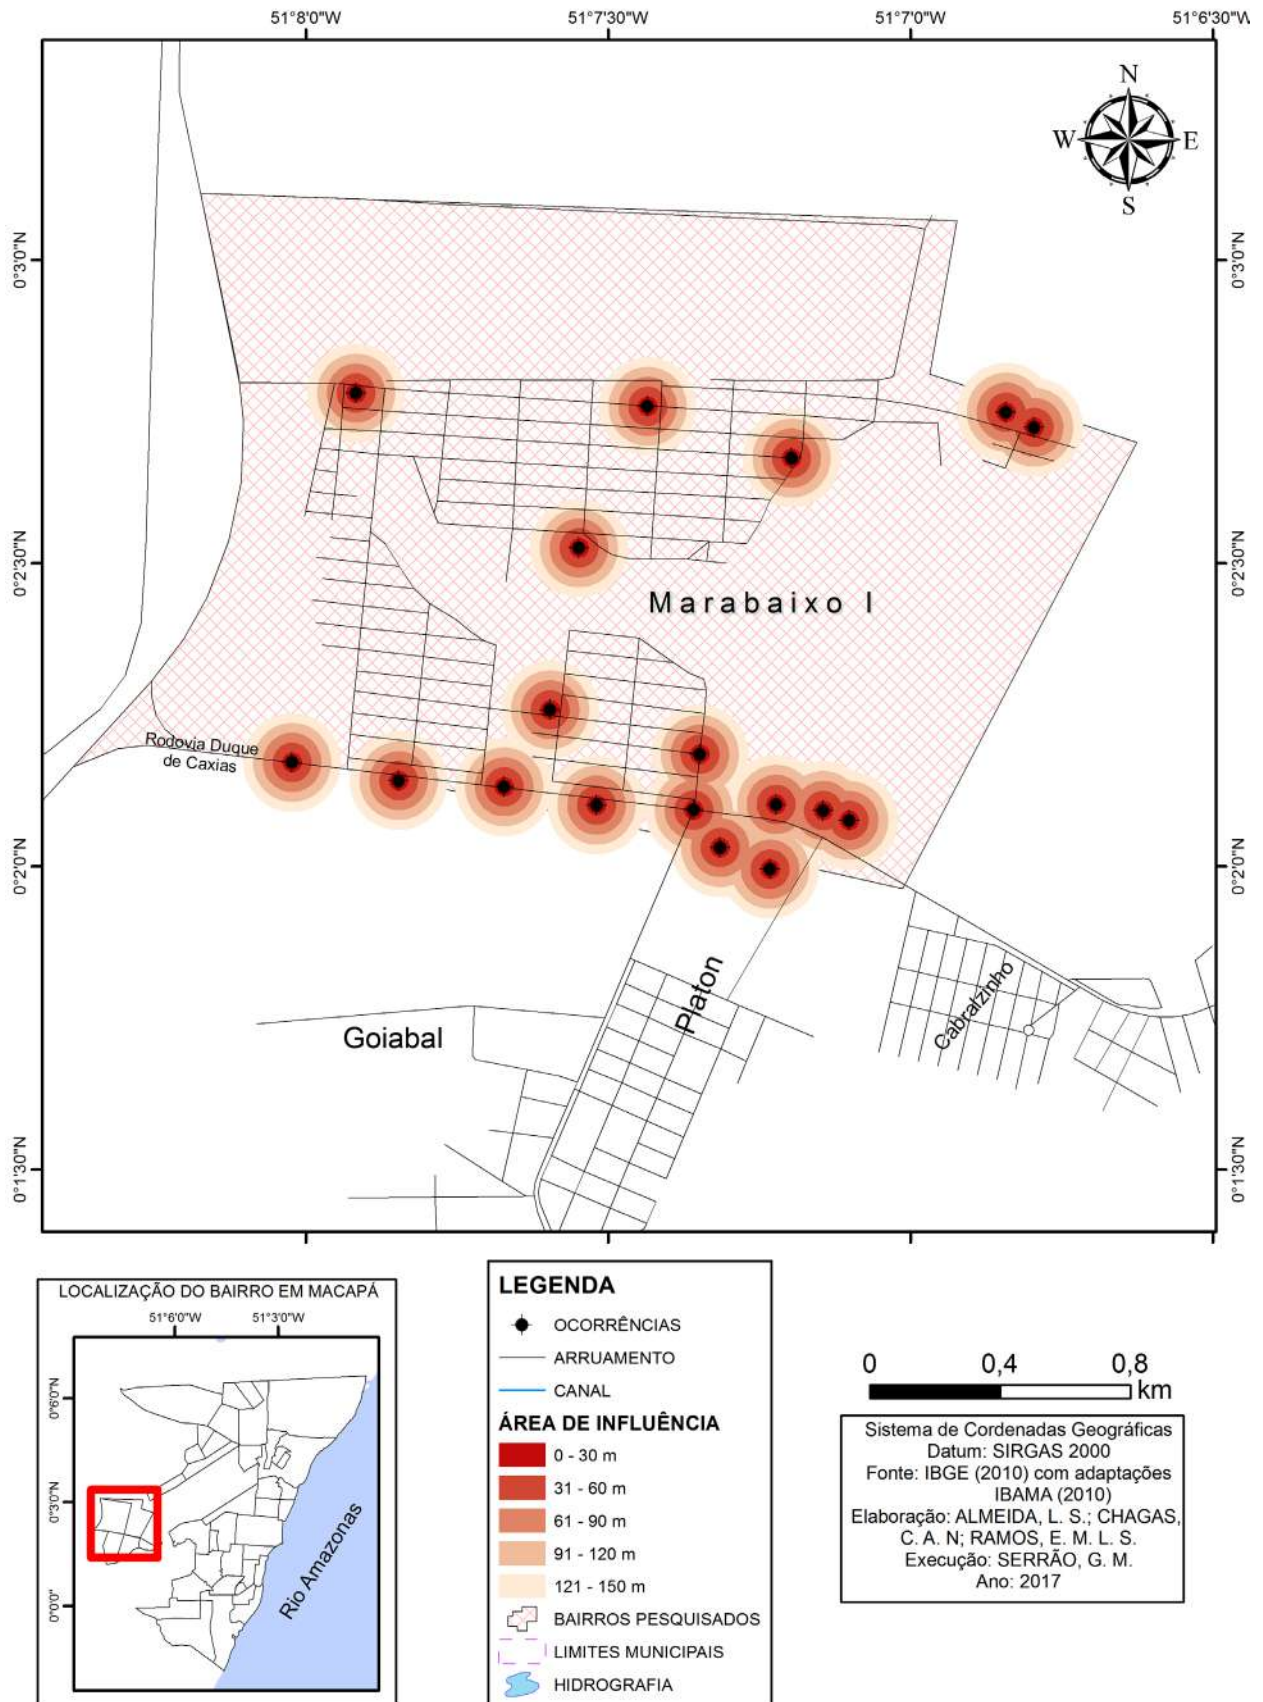 51°8'0"W
51°7'30"W
51°7'0"W
51°6'30"W
N
W
E
S
0°3'0"N
0°3'0"N
0°2'30"N
0°2'30"N
Marabaixo I
Rodovia Duque
de Caxias
0°2'0"N
0°2'0"N
Platon
Cabralzinho
Goiabal
0°1'30"N
0°1'30"N
LOCALIZAÇÃO DO BAIRRO EM MACAPÁ
51°6'0"W
51°3'0"W
0°6'0"N
0°3'0"N
0°0'0"
Rio Amazonas
LEGENDA
OCORRÊNCIAS
ARRUAMENTO
CANAL
ÁREA DE INFLUÊNCIA
0 - 30 m
31 - 60 m
61 - 90 m
91 - 120 m
121 - 150 m
BAIRROS PESQUISADOS
LIMITES MUNICIPAIS
HIDROGRAFIA
0 0,4 0,8
km
Sistema de Cordenadas Geográficas
Datum: SIRGAS 2000
Fonte: IBGE (2010) com adaptações
IBAMA (2010)
Elaboração: ALMEIDA, L. S.; CHAGAS,
C. A. N; RAMOS, E. M. L. S.
Execução: SERRÃO, G. M.
Ano: 2017